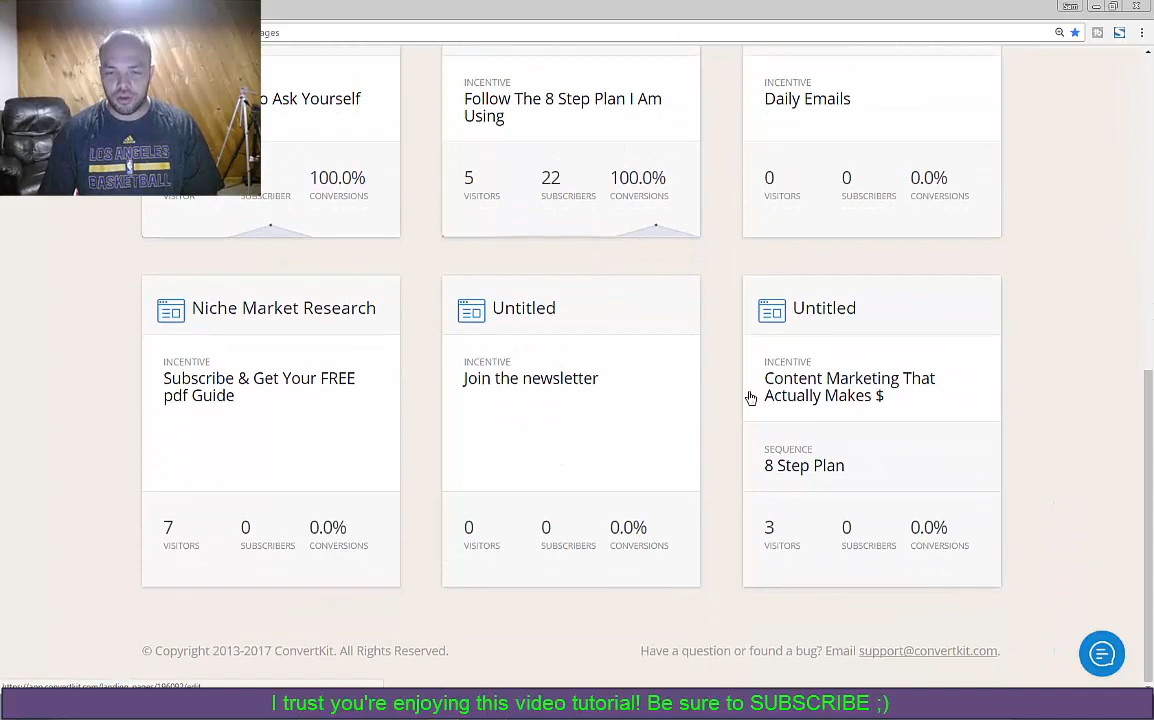 Sam
ages
LOS ANGELES
BASKETBALL
o Ask Yourself
INCENTIVE
Follow The 8 Step Plan I Am
Using
INCENTIVE
Daily Emails
100.0%
VISITOR
SUBSCRIBER
CONVERSIONS
5
22
100.0%
VISITORS
SUBSCRIBERS
CONVERSIONS
0
0
0.0%
VISITORS
SUBSCRIBERS
CONVERSIONS
Niche Market Research
INCENTIVE
Subscribe & Get Your FREE
pdf Guide
7
0
0.0%
VISITORS
SUBSCRIBERS
CONVERSIONS
Untitled
INCENTIVE
Join the newsletter
0
0
0.0%
VISITORS
SUBSCRIBERS
CONVERSIONS
Untitled
INCENTIVE
Content Marketing That
Actually Makes $
SEQUENCE
8 Step Plan
3
0
0.0%
VISITORS
SUBSCRIBERS
CONVERSIONS
© Copyright 2013-2017 ConvertKit. All Rights Reserved.
Have a question or found a bug? Email support@convertkit.com.
I trust you're enjoying this video tutorial! Be sure to SUBSCRIBE ;)